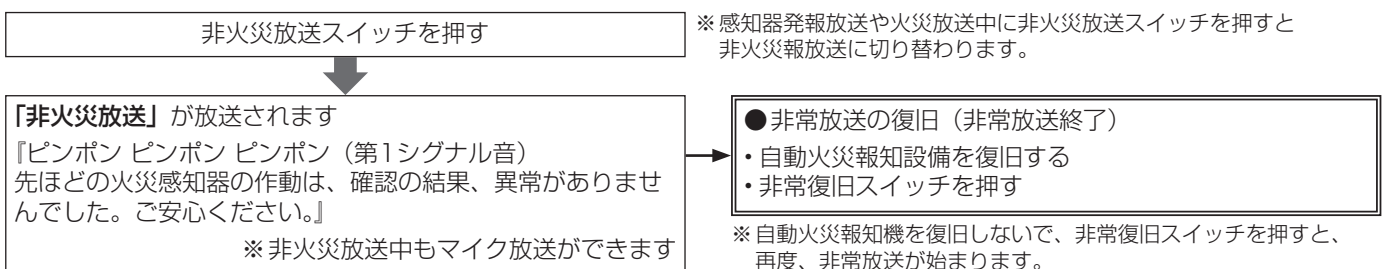 非火災放送スイッチを押す
※感知器発報放送や火災放送中に非火災放送スイッチを押すと
非火災報放送に切り替わります。
「非火災放送」が放送されます
『ピンポン ピンポン ピンポン（第1シグナル音）
先ほどの火災感知器の作動は、確認の結果、異常がありませ
んでした。ご安心ください。』
※非火災放送中もマイク放送ができます
●非常放送の復旧（非常放送終了）
・自動火災報知設備を復旧する
・非常復旧スイッチを押す
※自動火災報知機を復旧しないで、非常復旧スイッチを押すと、
再度、非常放送が始まります。